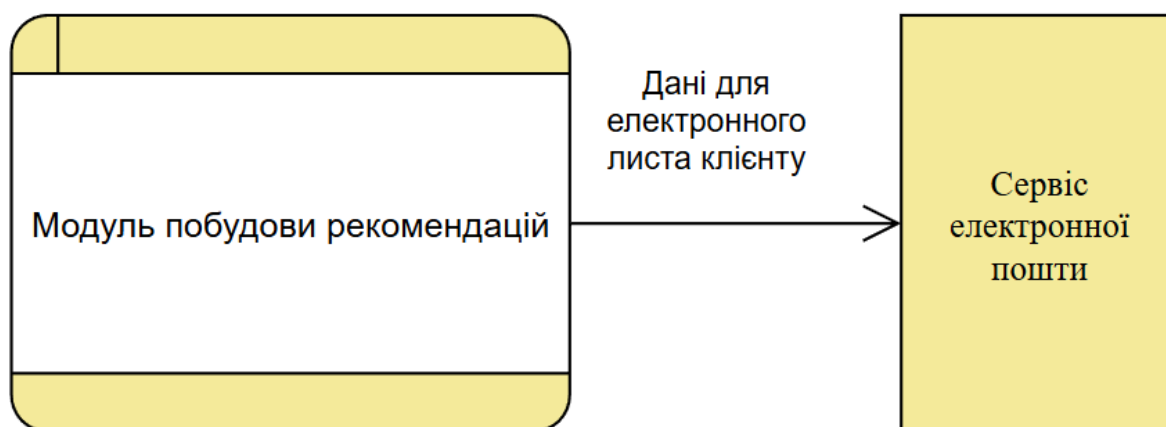 Модуль побудови рекомендацій
Дані для
електронного
листа клієнту
Сервіс
електронної
пошти